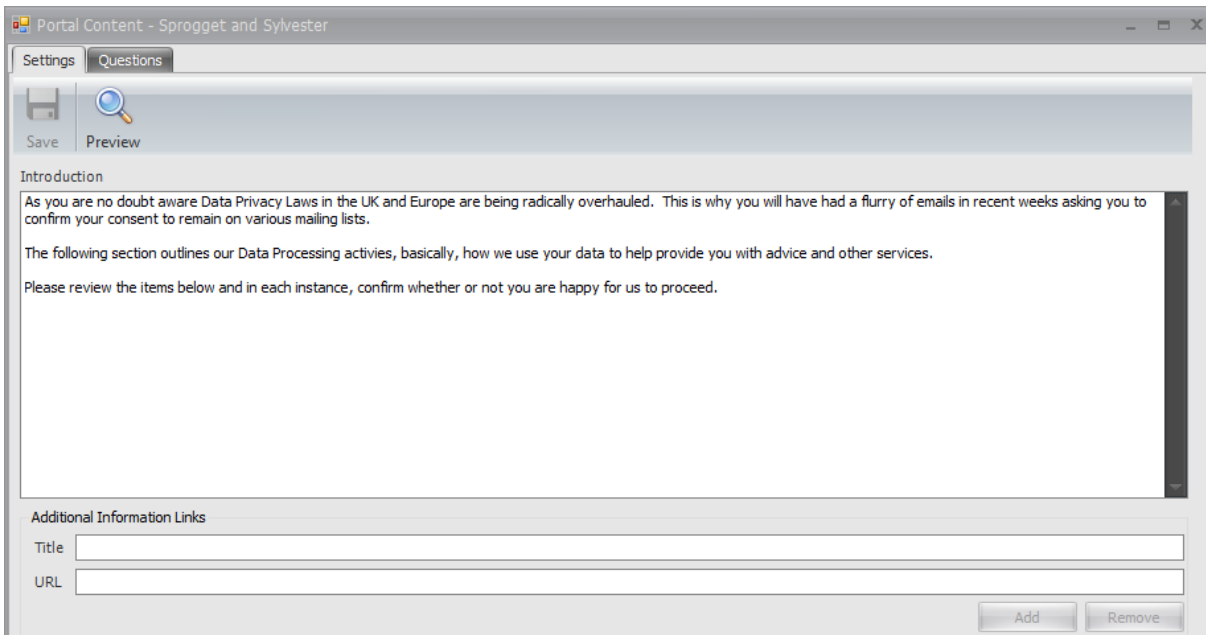 Portal Content - Sprogget and Sylvester
Settings Questions
Save Preview
Introduction
As you are no doubt aware Data Privacy Laws in the UK and Europe are being radically overhauled. This is why you will have had a flurry of emails in recent weeks asking you to
confirm your consent to remain on various mailing lists.
The following section outlines our Data Processing activies, basically, how we use your data to help provide you with advice and other services.
Please review the items below and in each instance, confirm whether or not you are happy for us to proceed.
Additional Information Links
Title
URL
Add Remove